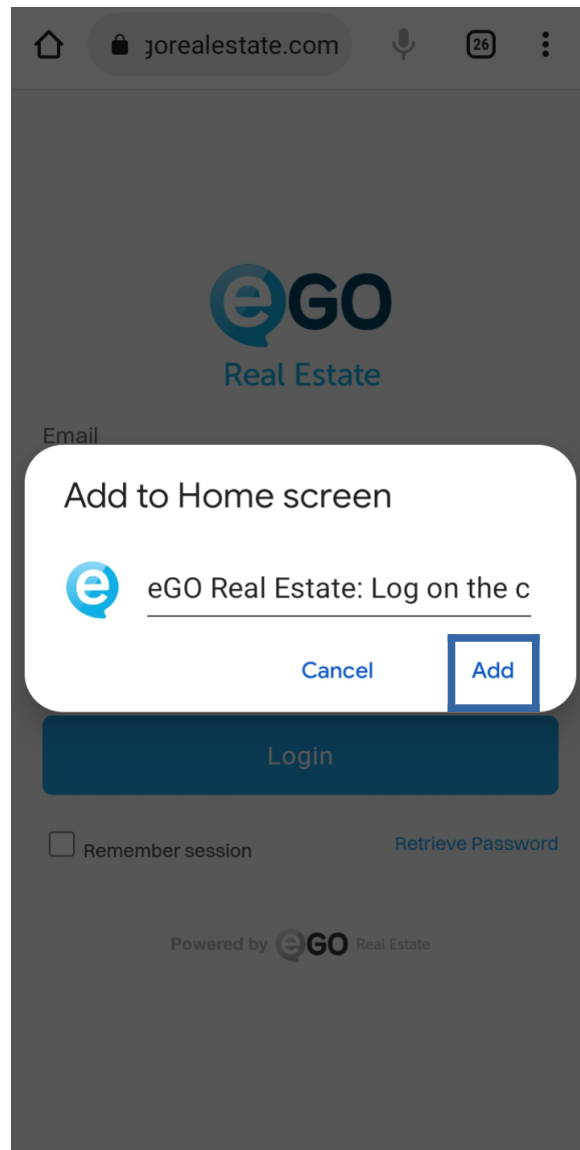 gorealestate.com 26
eGO
Real Estate
Email
Add to Home screen
e eGO Real Estate: Log on the c
Cancel Add
Login
Remember session Retrieve Password
Powered by eGO Real Estate